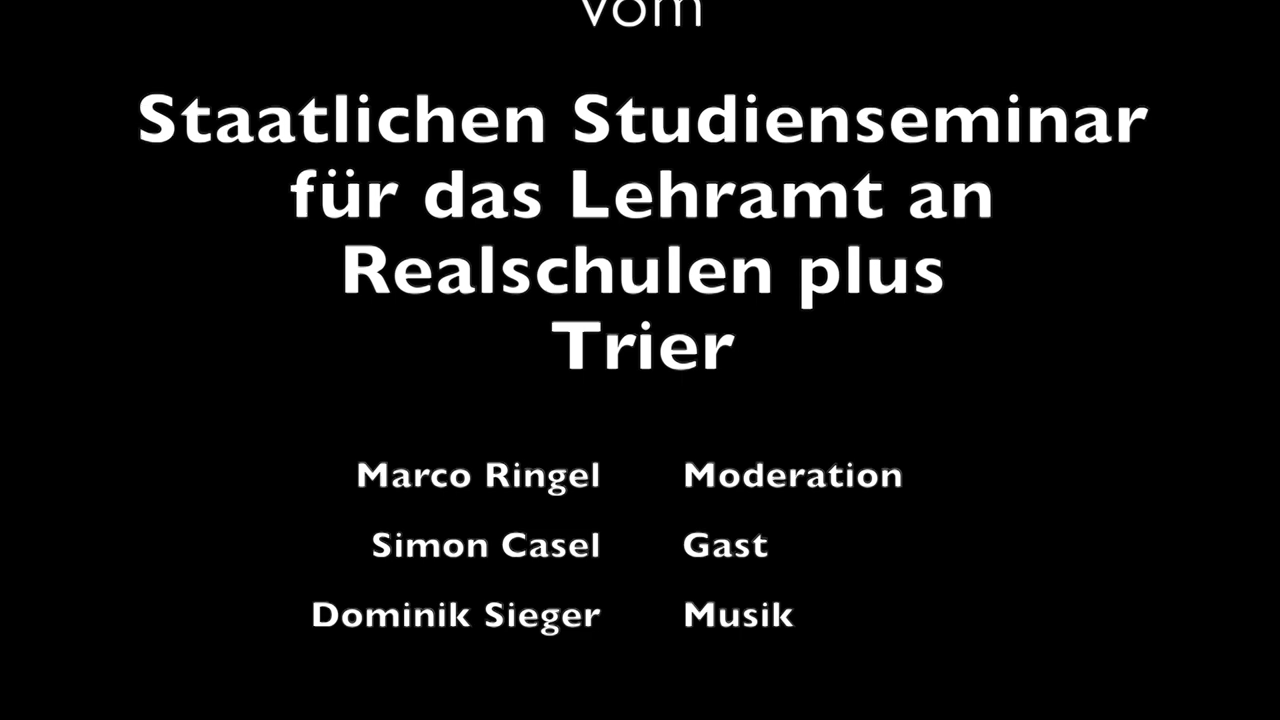 vom
Staatlichen Studienseminar
für das Lehramt an
Realschulen plus
Trier
Marco Ringel Moderation
Simon Casel Gast
Dominik Sieger Musik